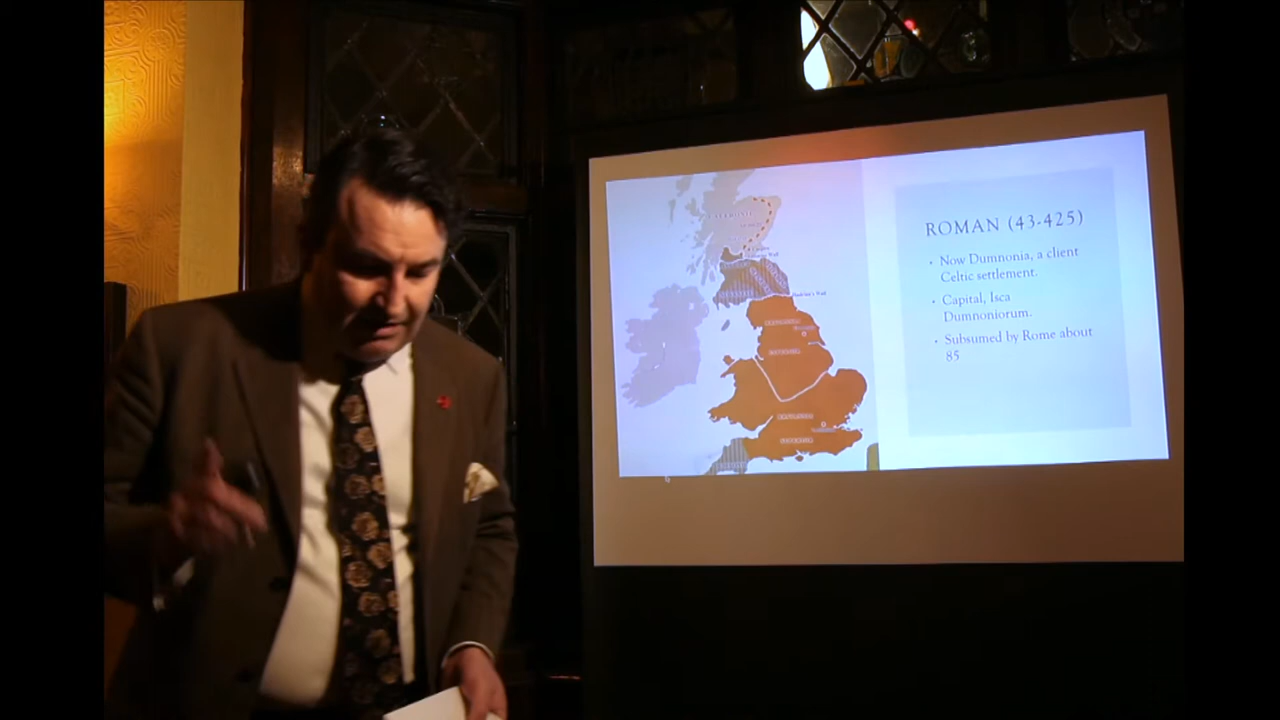 ROMAN (43-425)
• Now Dumnonia, a client
Celtic settlement.
• Capital, Isca
Dumnoniorum.
• Subsumed by Rome about
85
Hadrian's Wall